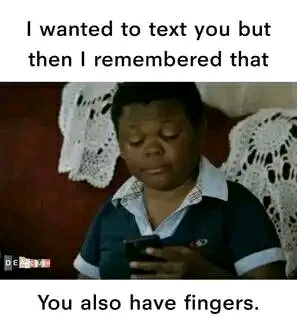 I wanted to text you but
then I remembered that
You also have fingers.